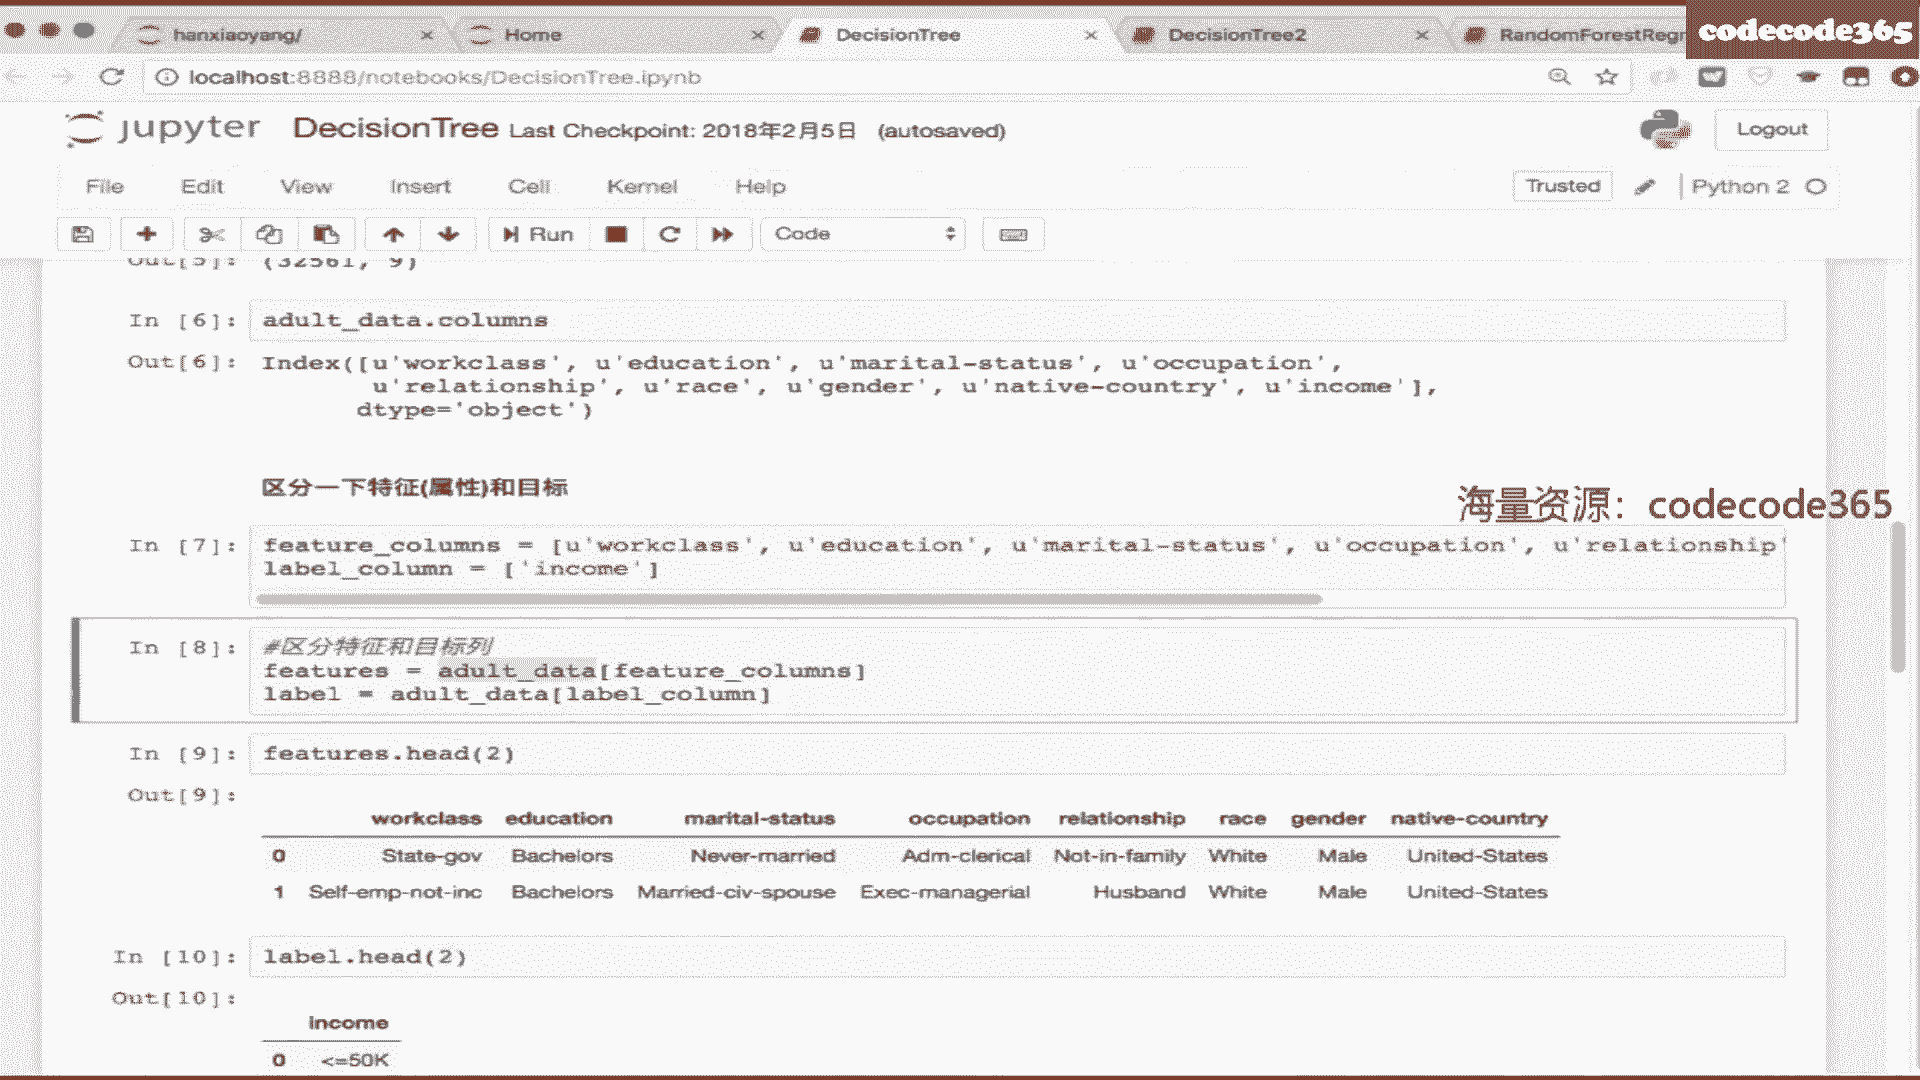 hanxiaoyang/
Home
DecisionTree
DecisionTree2
RandomForestRegr
codecode365
localhost:8888/notebooks/DecisionTree.ipynb
jupyter DecisionTree Last Checkpoint: 2018年2月5日 (autosaved)
Logout
File Edit View Insert Cell Kernel Help
Trusted
Python 2
Run
Code
Out[5]: (32561, 9)
In [6]: adult_data.columns
Out[6]: Index([u'workclass', u'education', u'marital-status', u'occupation',
u'relationship', u'race', u'gender', u'native-country', u'income'],
dtype='object')
区分一下特征(属性)和目标
海量资源：codecode365
In [7]: feature_columns = [u'workclass', u'education', u'marital-status', u'occupation', u'relationship'
label_column = ['income']
In [8]: #区分特征和目标列
features = adult_data[feature_columns]
label = adult_data[label_column]
In [9]: features.head(2)
Out[9]:
workclass education marital-status occupation relationship race gender native-country
0 State-gov Bachelors Never-married Adm-clerical Not-in-family White Male United-States
1 Self-emp-not-inc Bachelors Married-civ-spouse Exec-managerial Husband White Male United-States
In [10]: label.head(2)
Out[10]:
income
0 <=50K